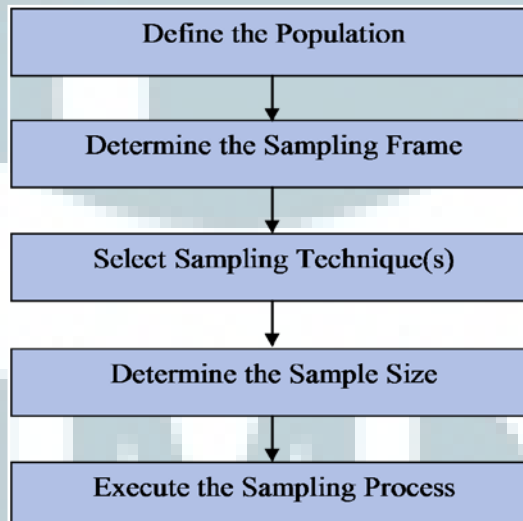 Define the Population
Determine the Sampling Frame
Select Sampling Technique(s)
Determine the Sample Size
Execute the Sampling Process